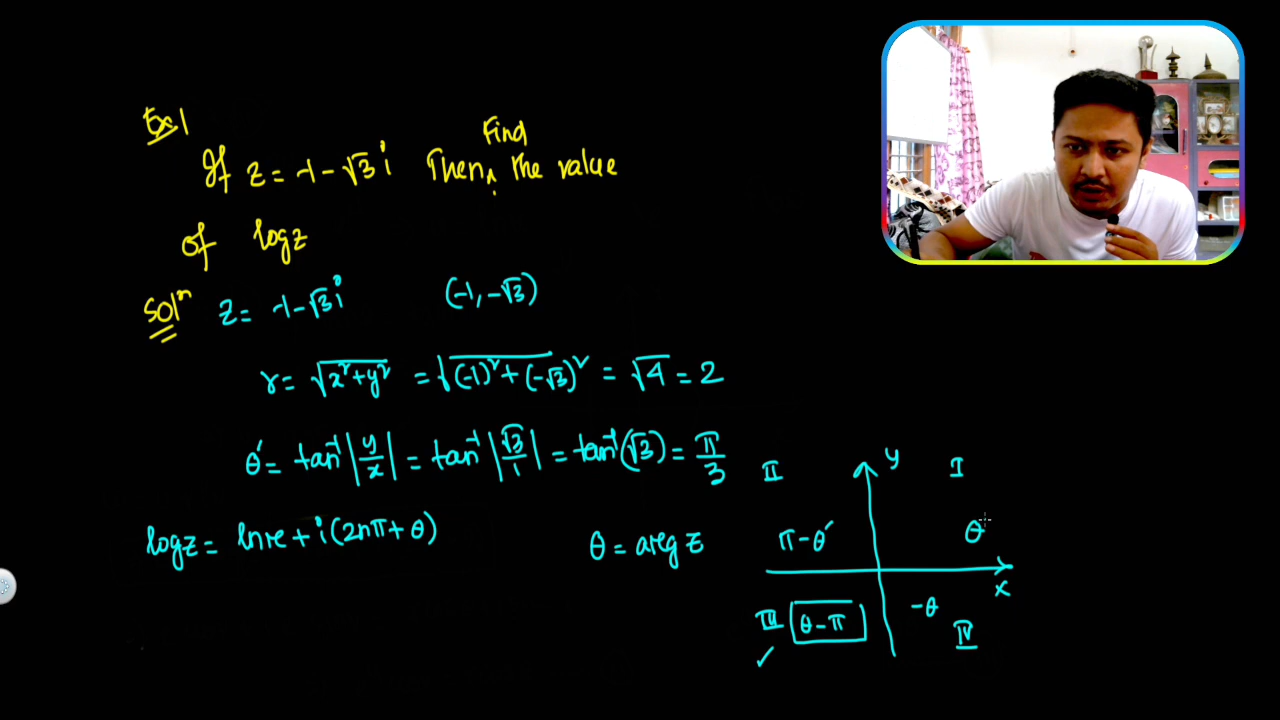 Ex 1
Find
If z = -1 - √3 i Then, the value
of log z
Solⁿ z = -1 - √3 i (-1, -√3)
r = √x²+y² = √(-1)²+(-√3)² = √4 = 2
θ' = tan⁻¹ |y/x| = tan⁻¹ |√3/1| = tan⁻¹(√3) = π/3
log z = ln r + i(2nπ + θ) θ = arg z
y
II I
π-θ' θ
x
III θ-π ✓ -θ IV